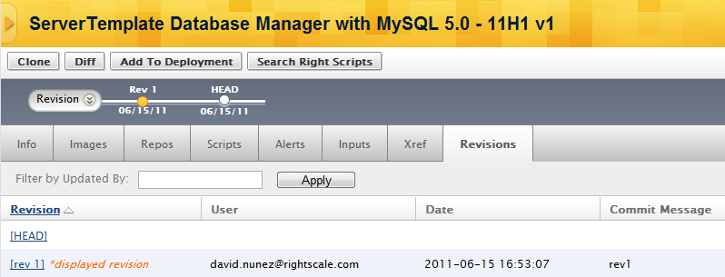 ServerTemplate Database Manager with MySQL 5.0 - 11H1 v1
Clone Diff Add To Deployment Search Right Scripts
Rev 1 HEAD
Revision
06/15/11 06/15/11
Info Images Repos Scripts Alerts Inputs Xref Revisions
Filter by Updated By: Apply
Revision User Date Commit Message
[HEAD]
[rev 1] *displayed revision david.nunez@rightscale.com 2011-06-15 16:53:07 rev1